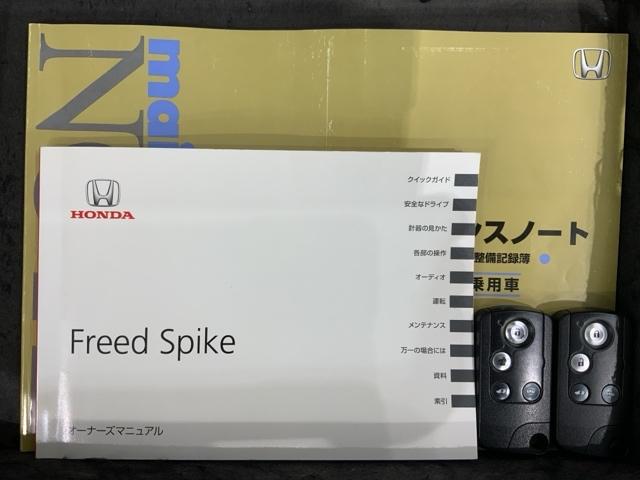 mai
N
ンスノート
整備記録簿
乗用車
HONDA
Freed Spike
オーナーズマニュアル
クイックガイド
安全なドライブ
計器の見かた
各部の操作
オーディオ
運転
メンテナンス
万一の場合には
資料
索引